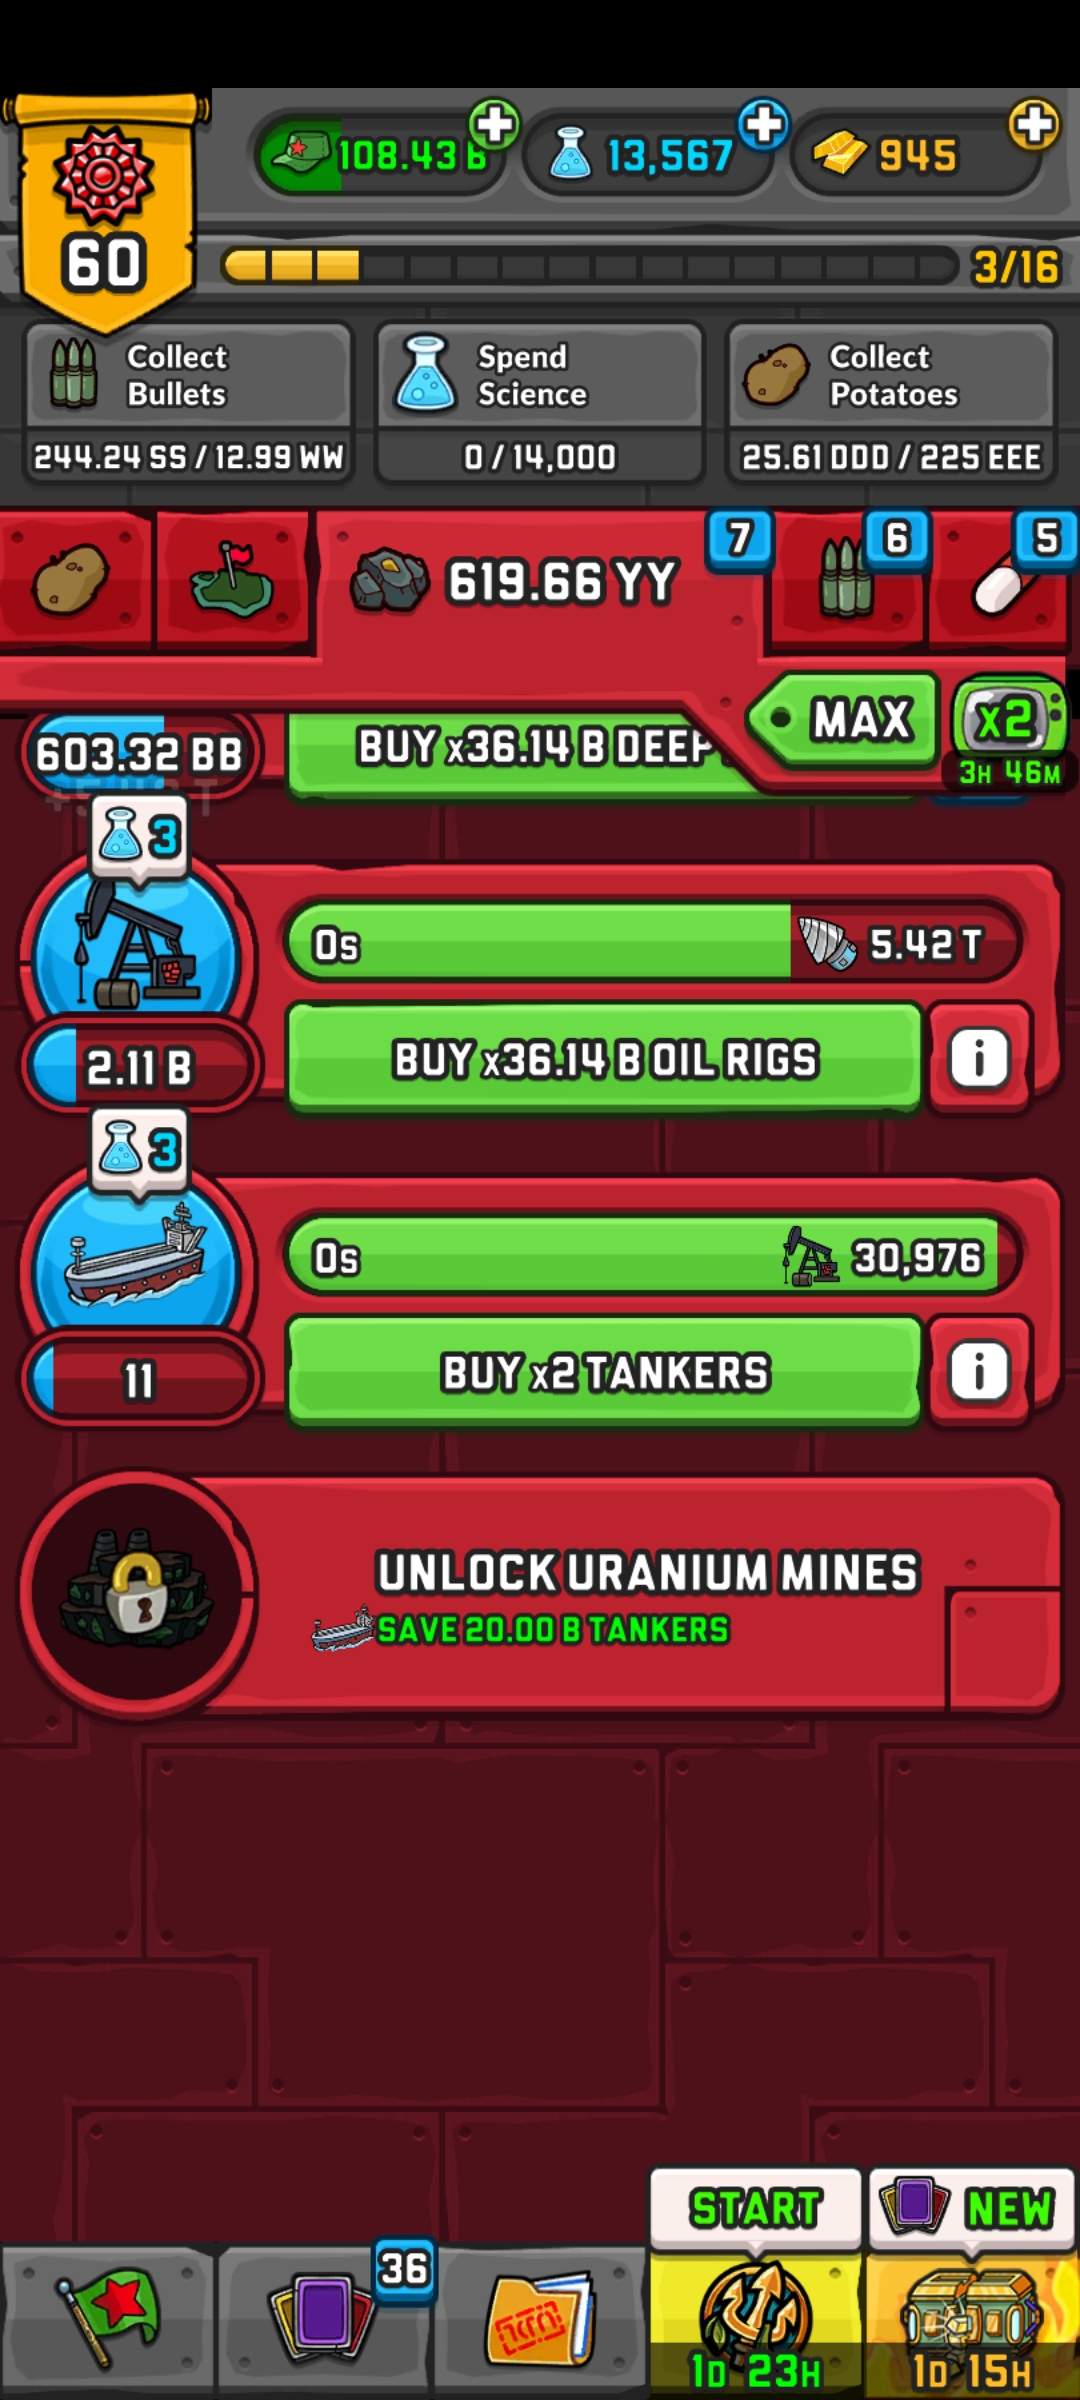 108.43 B
13,567
945
60
3/16
Collect
Bullets
244.24 SS / 12.99 WW
Spend
Science
0 / 14,000
Collect
Potatoes
25.61 DDD / 225 EEE
619.66 YY
7
6
5
MAX
x2
3H 46M
603.32 BB
BUY x36.14 B DEEP
3
0s
5.42 T
2.11 B
BUY x36.14 B OIL RIGS
i
3
0s
30,976
11
BUY x2 TANKERS
i
UNLOCK URANIUM MINES
SAVE 20.00 B TANKERS
START
NEW
36
1D 23H
1D 15H